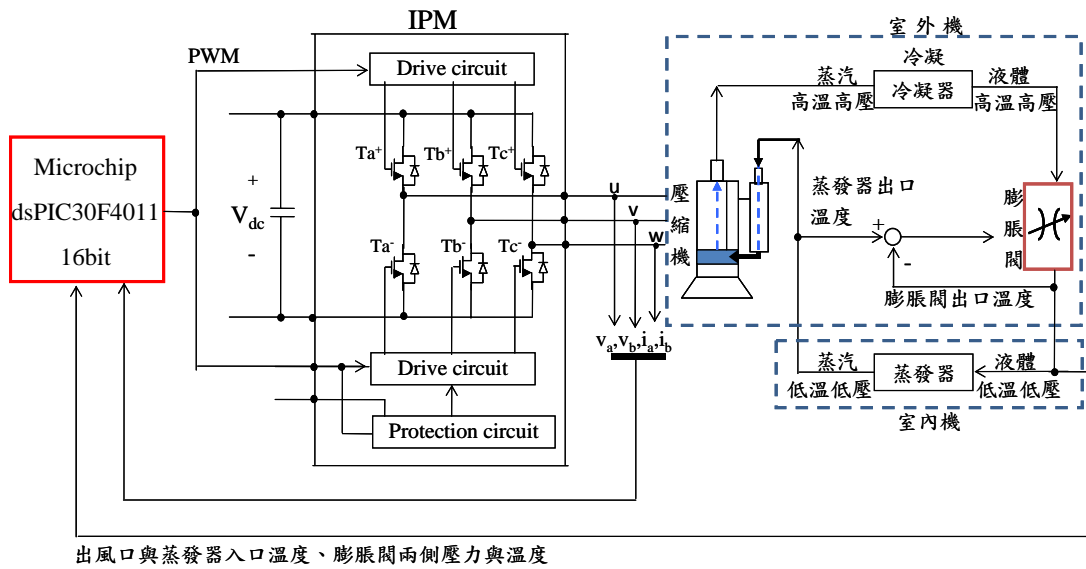 IPM
室外機
PWM
Drive circuit
冷凝
蒸汽
高溫高壓
冷凝器
液體
高溫高壓
Microchip
dsPIC30F4011
16bit
+
Vdc
-
Ta+
Tb+
Tc+
Ta-
Tb-
Tc-
u
v
w
壓縮機
蒸發器出口
溫度
+
-
膨脹閥
膨脹閥出口溫度
va,vb,ia,ib
Drive circuit
Protection circuit
蒸汽
低溫低壓
蒸發器
液體
低溫低壓
室內機
出風口與蒸發器入口溫度、膨脹閥兩側壓力與溫度